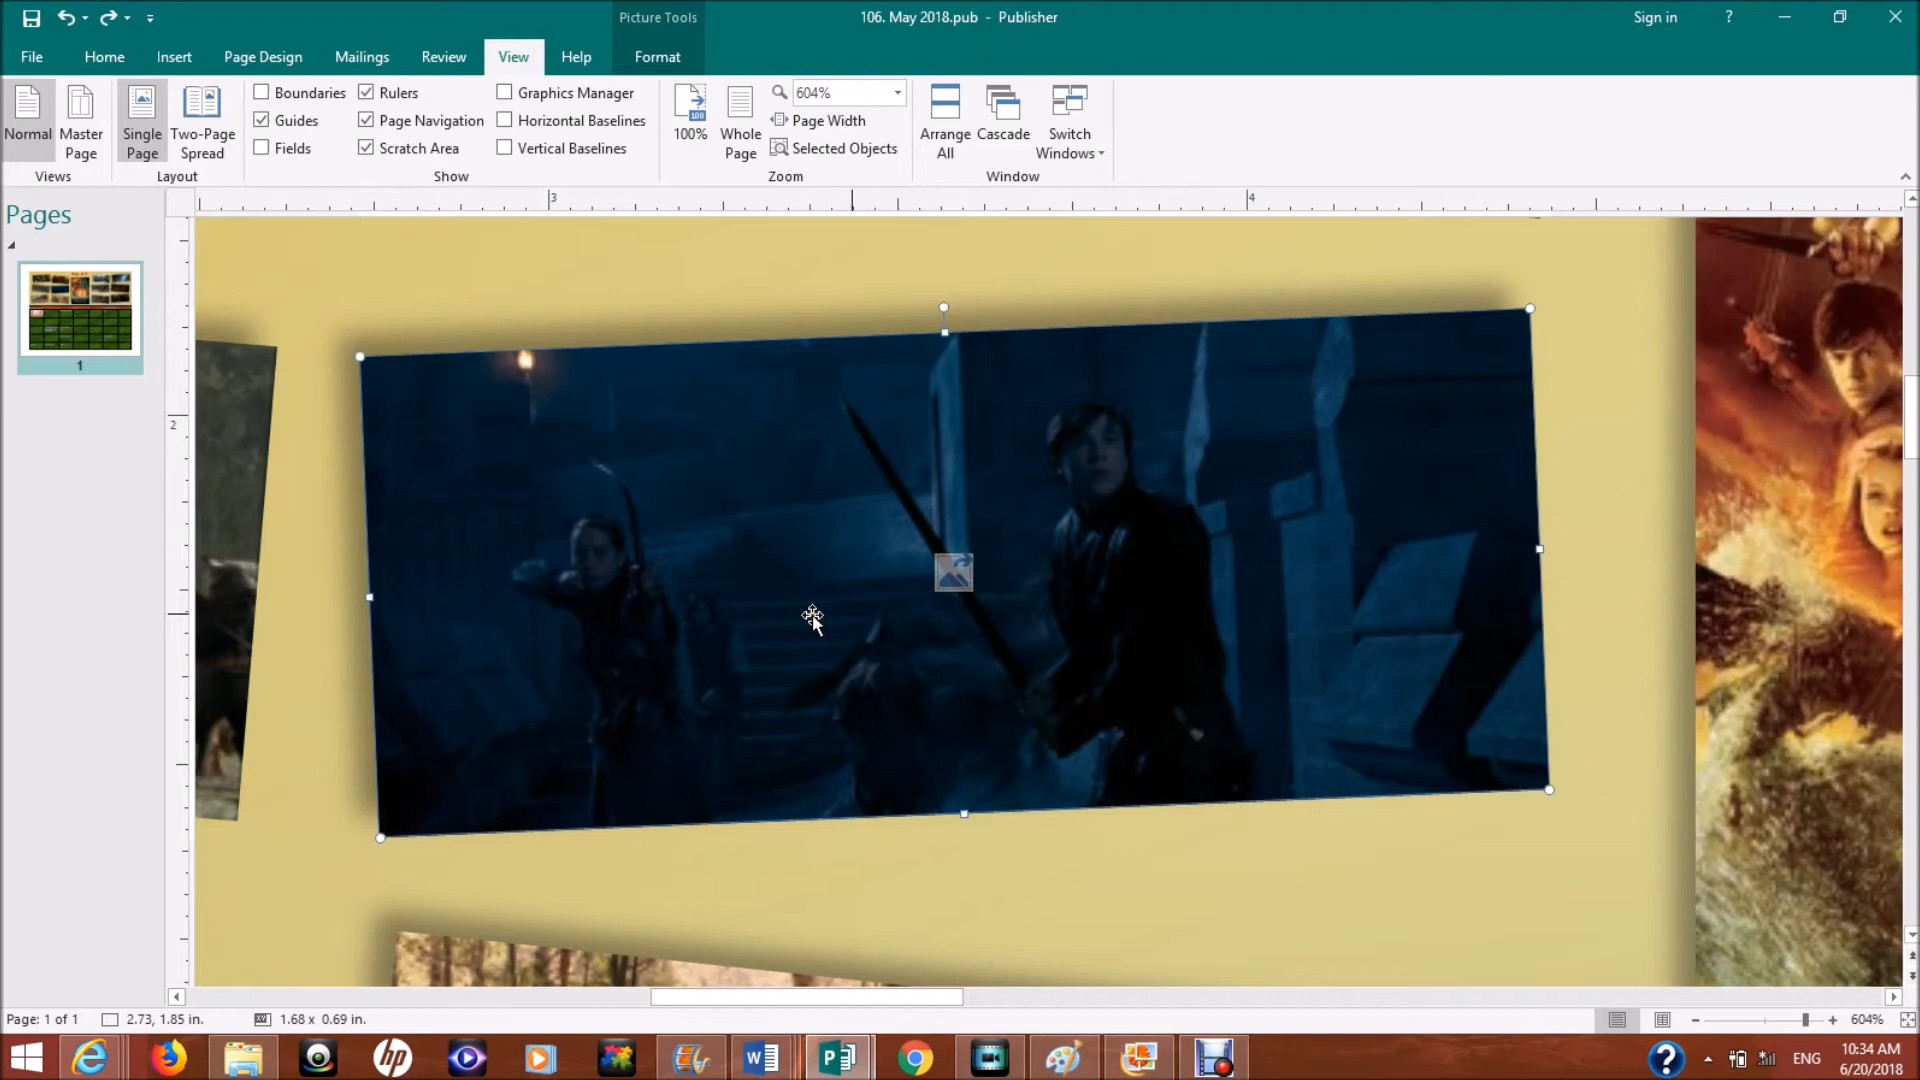 Picture Tools
106. May 2018.pub - Publisher
Sign in
?
File Home Insert Page Design Mailings Review View Help Format
Boundaries Rulers Graphics Manager
Guides Page Navigation Horizontal Baselines
Fields Scratch Area Vertical Baselines
Normal
Master Page
Single Page
Two-Page Spread
100
100%
Whole Page
604%
Page Width
Selected Objects
Arrange All
Cascade
Switch Windows
Views Layout Show Zoom Window
Pages
1
3 4
2
Page: 1 of 1 2.73, 1.85 in. 1.68 x 0.69 in. 604%
hp
W
P
?
ENG
10:34 AM
6/20/2018